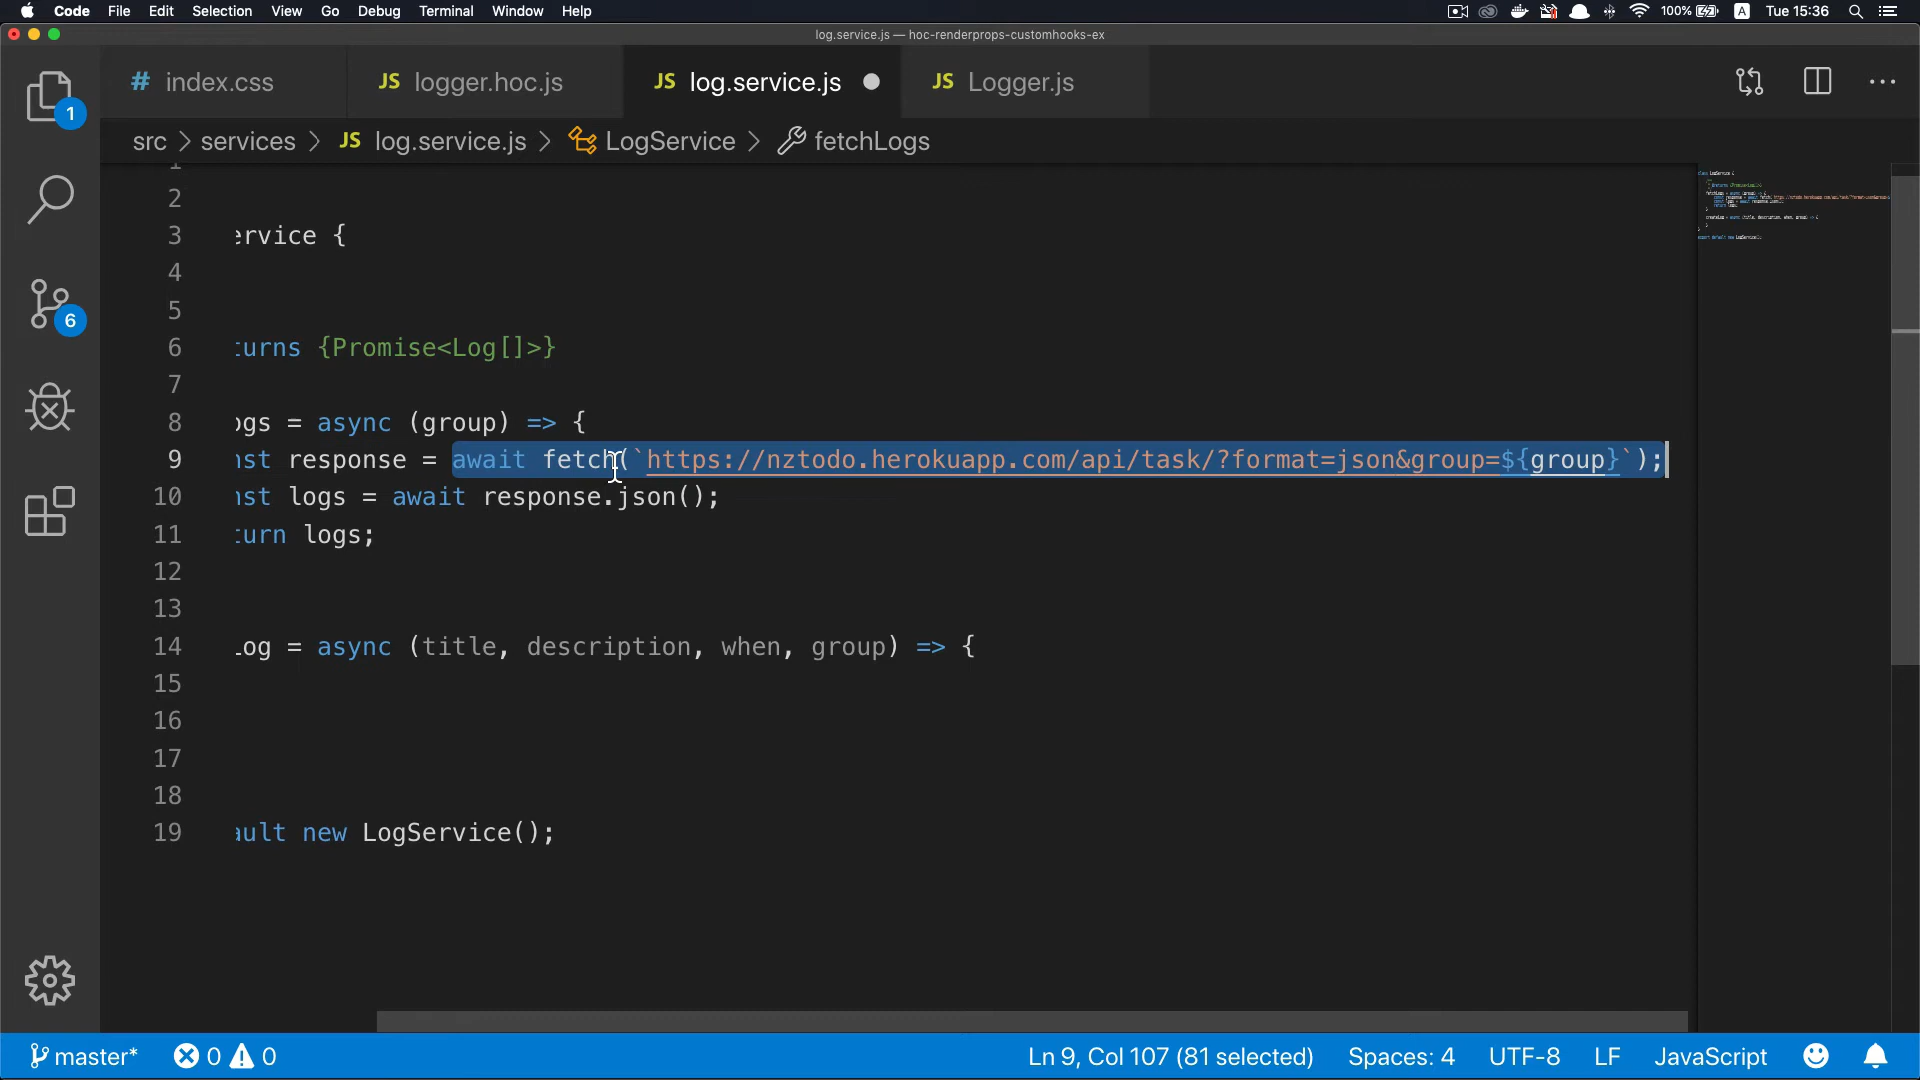 Code File Edit Selection View Go Debug Terminal Window Help 100% A Tue 15:36
log.service.js — hoc-renderprops-customhooks-ex
# index.css JS logger.hoc.js JS log.service.js JS Logger.js
src > services > JS log.service.js > LogService > fetchLogs
1
2
3 ervice {
4
5
6 turns {Promise<Log[]>}
7
8 ogs = async (group) => {
9 nst response = await fetch(`https://nztodo.herokuapp.com/api/task/?format=json&group=${group}`);
10 nst logs = await response.json();
11 turn logs;
12
13
14 Log = async (title, description, when, group) => {
15
16
17
18
19 ault new LogService();
1
6
master* 0 0 Ln 9, Col 107 (81 selected) Spaces: 4 UTF-8 LF JavaScript